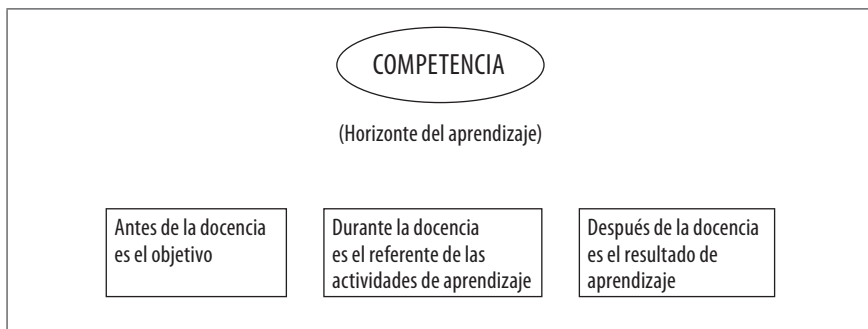 COMPETENCIA
(Horizonte del aprendizaje)
Antes de la docencia
es el objetivo
Durante la docencia
es el referente de las
actividades de aprendizaje
Después de la docencia
es el resultado de
aprendizaje